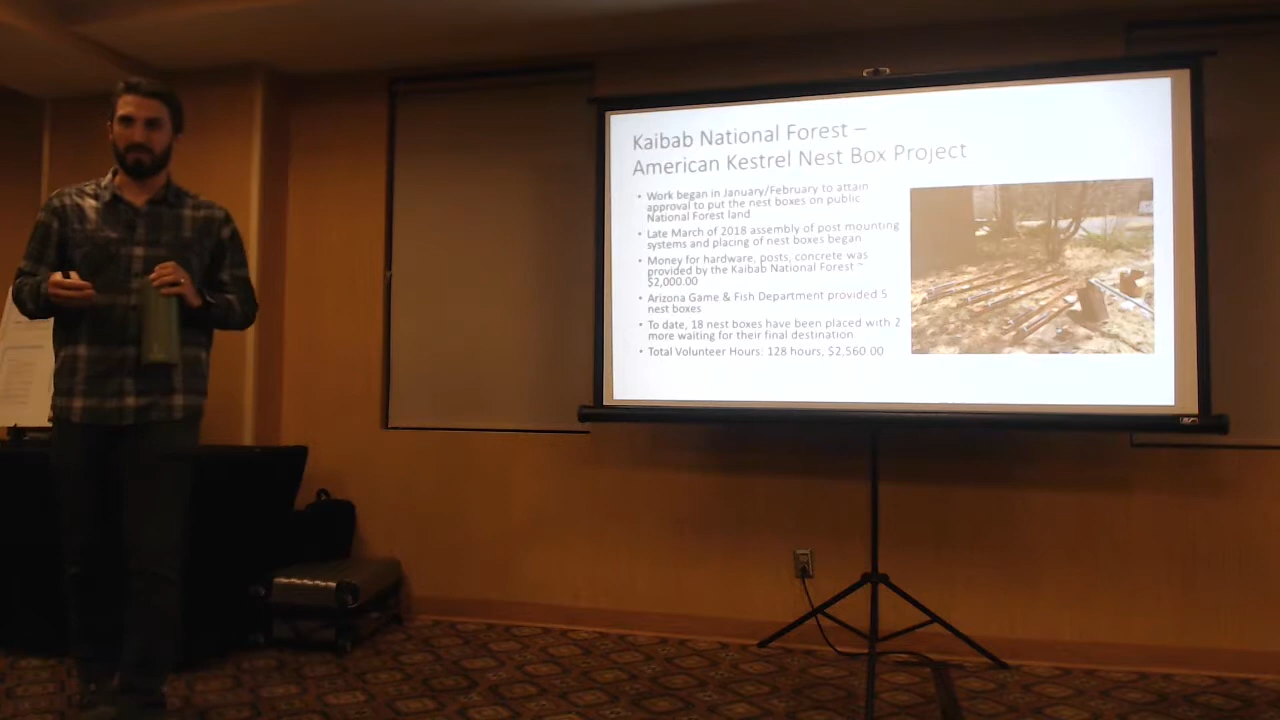 Kaibab National Forest –
American Kestrel Nest Box Project
• Work began in January/February to attain
approval to put the nest boxes on public
National Forest land
• Late March of 2018 assembly of post mounting
systems and placing of nest boxes began
• Money for hardware, posts, concrete was
provided by the Kaibab National Forest ~
$2,000.00
• Arizona Game & Fish Department provided 5
nest boxes
• To date, 18 nest boxes have been placed with 2
more waiting for their final destination
• Total Volunteer Hours: 128 hours, $2,560.00